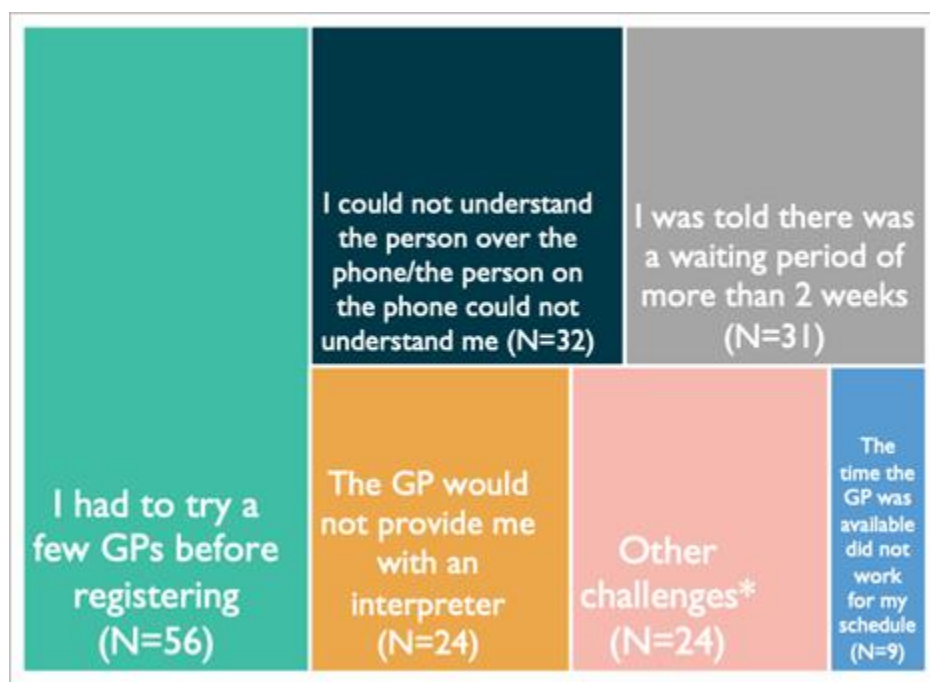 I had to try a
few GPs before
registering
(N=56)
I could not understand
the person over the
phone/the person on
the phone could not
understand me (N=32)
I was told there was
a waiting period of
more than 2 weeks
(N=31)
The GP would
not provide me
with an
interpreter
(N=24)
Other
challenges*
(N=24)
The
time the
GP was
available
did not
work
for my
schedule
(N=9)